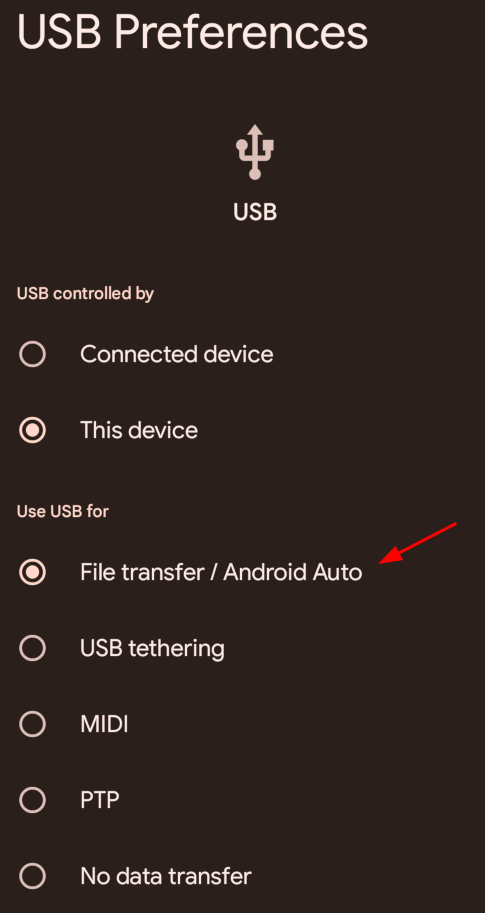 USB Preferences
USB
USB controlled by
Connected device
This device
Use USB for
File transfer / Android Auto
USB tethering
MIDI
PTP
No data transfer